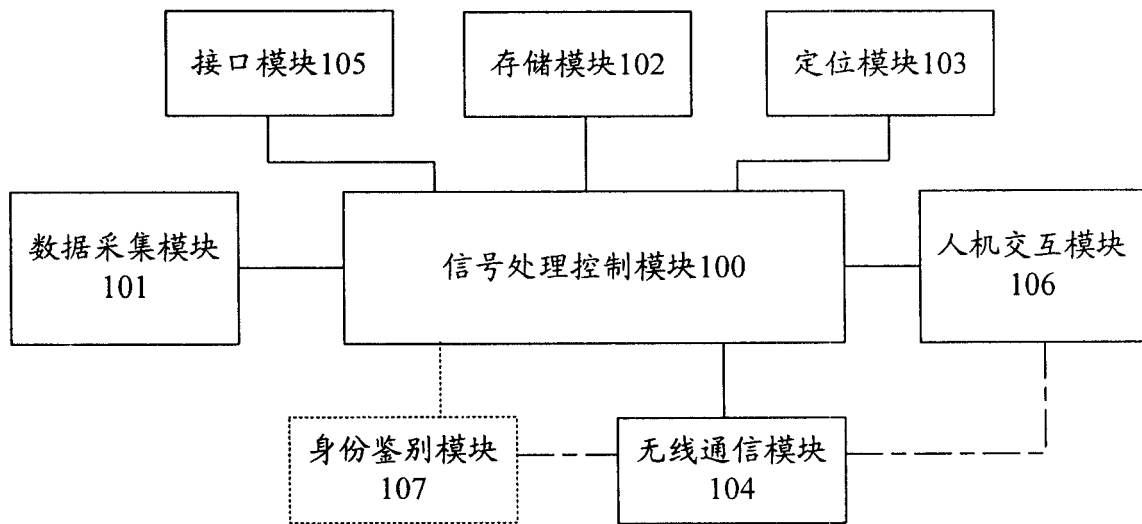 接口模块105
存储模块102
定位模块103
数据采集模块
101
信号处理控制模块100
人机交互模块
106
身份鉴别模块
107
无线通信模块
104